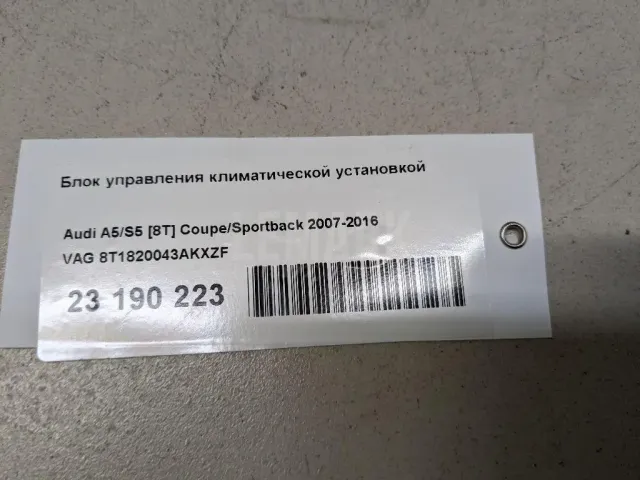 Блок управления климатической установкой
Audi A5/S5 [8T] Coupe/Sportback 2007-2016
VAG 8T1820043AKXZF
23 190 223